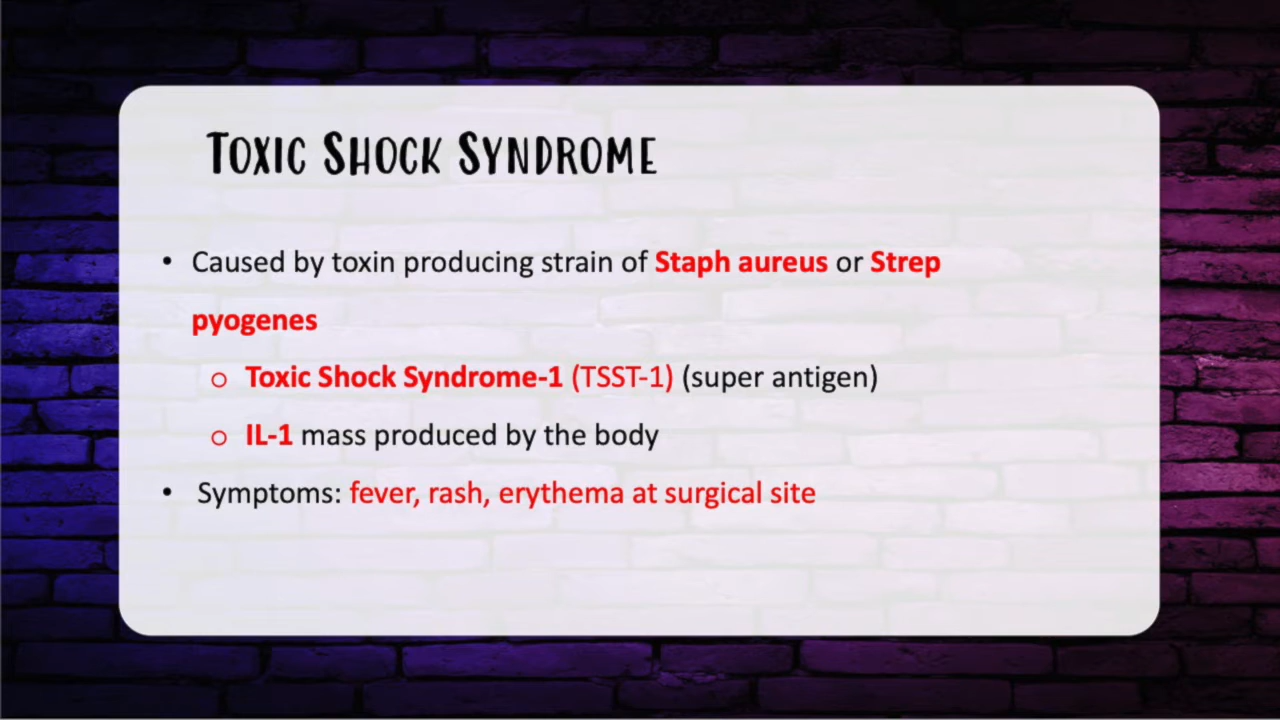 Toxic Shock Syndrome
• Caused by toxin producing strain of Staph aureus or Strep
pyogenes
o Toxic Shock Syndrome-1 (TSST-1) (super antigen)
o IL-1 mass produced by the body
• Symptoms: fever, rash, erythema at surgical site